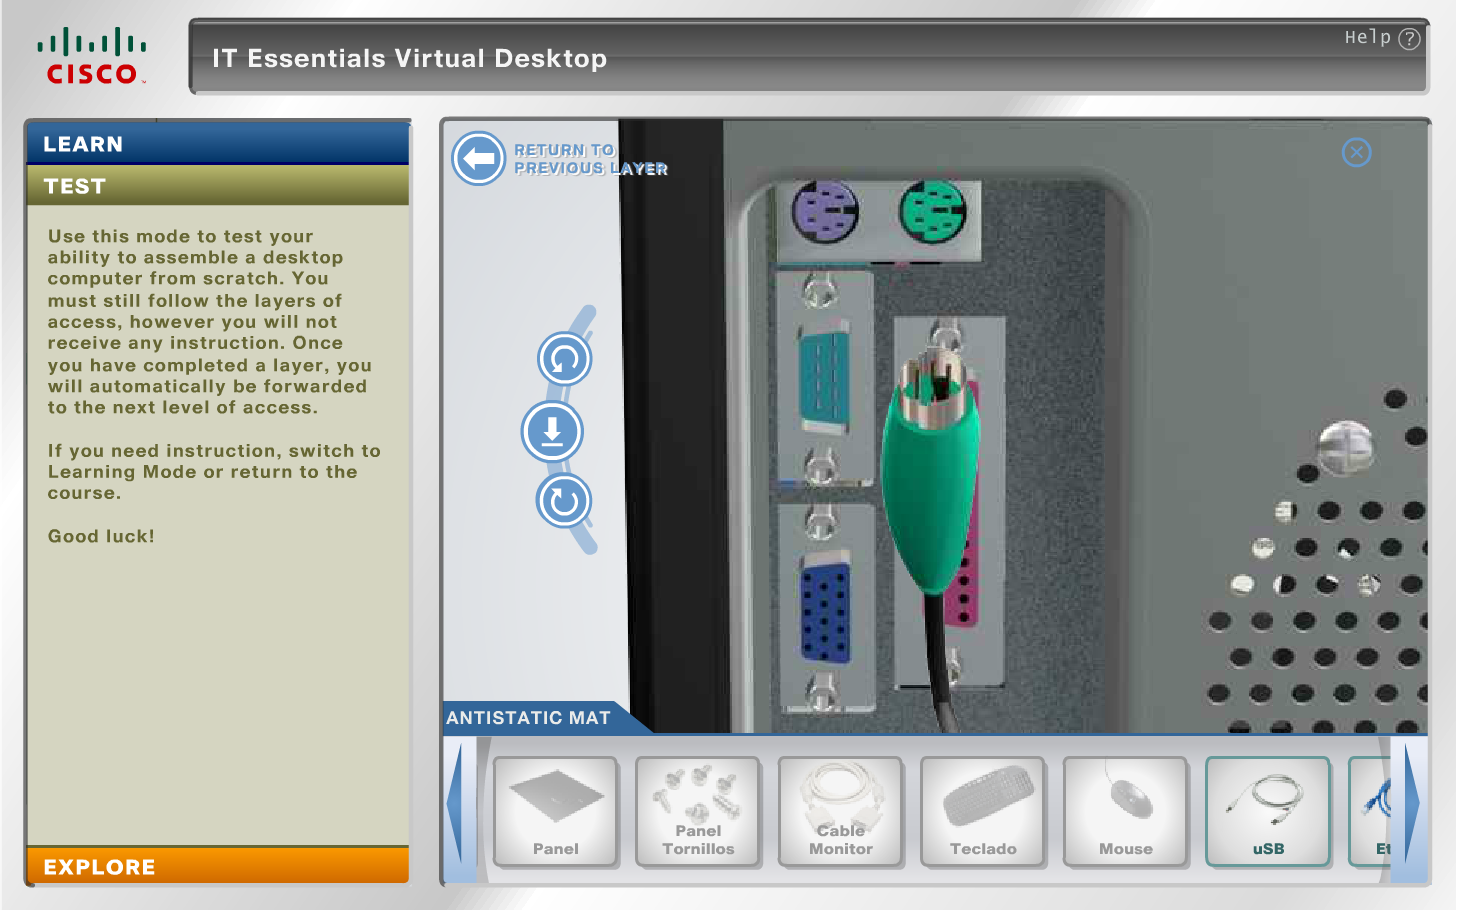 CISCO
IT Essentials Virtual Desktop
Help ?
LEARN
TEST
Use this mode to test your
ability to assemble a desktop
computer from scratch. You
must still follow the layers of
access, however you will not
receive any instruction. Once
you have completed a layer, you
will automatically be forwarded
to the next level of access.
If you need instruction, switch to
Learning Mode or return to the
course.
Good luck!
EXPLORE
RETURN TO
PREVIOUS LAYER
ANTISTATIC MAT
Panel
Panel
Tornillos
Cable
Monitor
Teclado
Mouse
uSB
Et